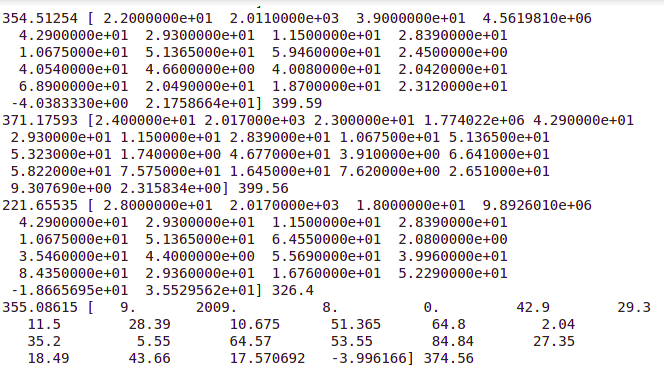 354.51254 [ 2.2000000e+01 2.0110000e+03 3.9000000e+01 4.5619810e+06
4.2900000e+01 2.9300000e+01 1.1500000e+01 2.8390000e+01
1.0675000e+01 5.1365000e+01 5.9460000e+01 2.4500000e+00
4.0540000e+01 4.6600000e+00 4.0080000e+01 2.0420000e+01
6.8900000e+01 2.0490000e+01 1.8700000e+01 2.3120000e+01
-4.0383330e+00 2.1758664e+01] 399.59
371.17593 [2.400000e+01 2.017000e+03 2.300000e+01 1.774022e+06 4.290000e+01
2.930000e+01 1.150000e+01 2.839000e+01 1.067500e+01 5.136500e+01
5.323000e+01 1.740000e+00 4.677000e+01 3.910000e+00 6.641000e+01
5.822000e+01 7.575000e+01 1.645000e+01 7.620000e+00 2.651000e+01
9.307690e+00 2.315834e+00] 399.56
221.65535 [ 2.8000000e+01 2.0170000e+03 1.8000000e+01 9.8926010e+06
4.2900000e+01 2.9300000e+01 1.1500000e+01 2.8390000e+01
1.0675000e+01 5.1365000e+01 6.4550000e+01 2.0800000e+00
3.5460000e+01 4.4000000e+00 5.5690000e+01 3.9960000e+01
8.4350000e+01 2.9360000e+01 1.6760000e+01 5.2290000e+01
-1.8665695e+01 3.5529562e+01] 326.4
355.08615 [ 9. 2009. 8. 0. 42.9 29.3
11.5 28.39 10.675 51.365 64.8 2.04
35.2 5.55 64.57 53.55 84.84 27.35
18.49 43.66 17.570692 -3.996166] 374.56